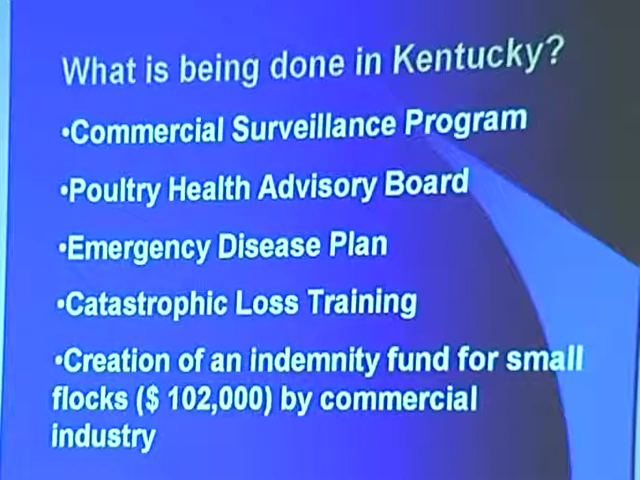 What is being done in Kentucky?
•Commercial Surveillance Program
•Poultry Health Advisory Board
•Emergency Disease Plan
•Catastrophic Loss Training
•Creation of an indemnity fund for small
flocks ($ 102,000) by commercial
industry